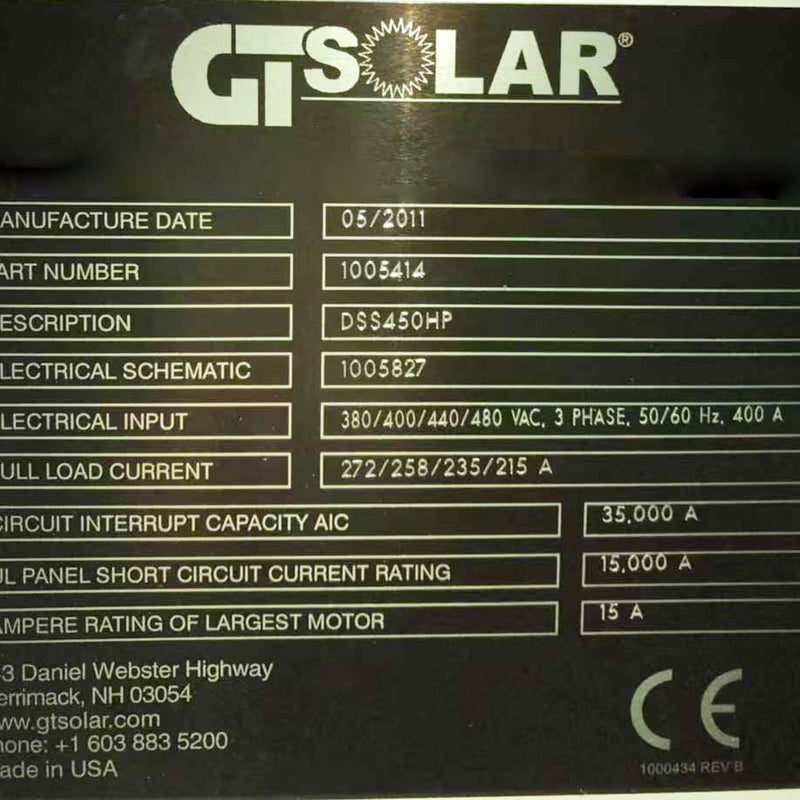 GT SOLAR®
ANUFACTURE DATE 05/2011
ART NUMBER 1005414
ESCRIPTION DSS450HP
LECTRICAL SCHEMATIC 1005827
LECTRICAL INPUT 380/400/440/480 VAC, 3 PHASE, 50/60 Hz, 400 A
ULL LOAD CURRENT 272/258/235/215 A
CIRCUIT INTERRUPT CAPACITY AIC 35,000 A
UL PANEL SHORT CIRCUIT CURRENT RATING 15,000 A
AMPERE RATING OF LARGEST MOTOR 15 A
3 Daniel Webster Highway
errimack, NH 03054
ww.gtsolar.com
hone: +1 603 883 5200
ade in USA
CE
1000434 REV B